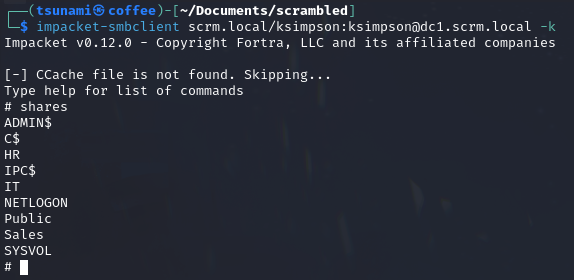 ┌──(tsunami㉿coffee)-[~/Documents/scrambled]
└─$ impacket-smbclient scrm.local/ksimpson:ksimpson@dc1.scrm.local -k
Impacket v0.12.0 - Copyright Fortra, LLC and its affiliated companies

[-] CCache file is not found. Skipping...
Type help for list of commands
# shares
ADMIN$
C$
HR
IPC$
IT
NETLOGON
Public
Sales
SYSVOL
#